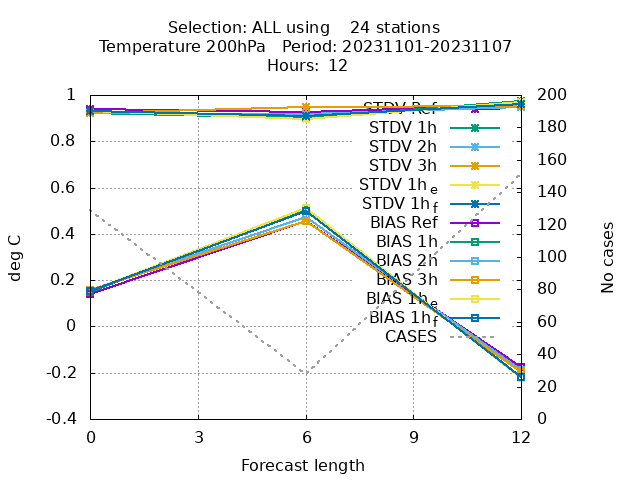 Selection: ALL using 24 stations
Temperature 200hPa Period: 20231101-20231107
Hours: 12
1
0.8
0.6
0.4
0.2
0
-0.2
-0.4
deg C
200
180
160
140
120
100
80
60
40
20
0
No cases
STDV Ref
STDV 1h
STDV 2h
STDV 3h
STDV 1h e
STDV 1h f
BIAS Ref
BIAS 1h
BIAS 2h
BIAS 3h
BIAS 1h e
BIAS 1h f
CASES
0 3 6 9 12
Forecast length